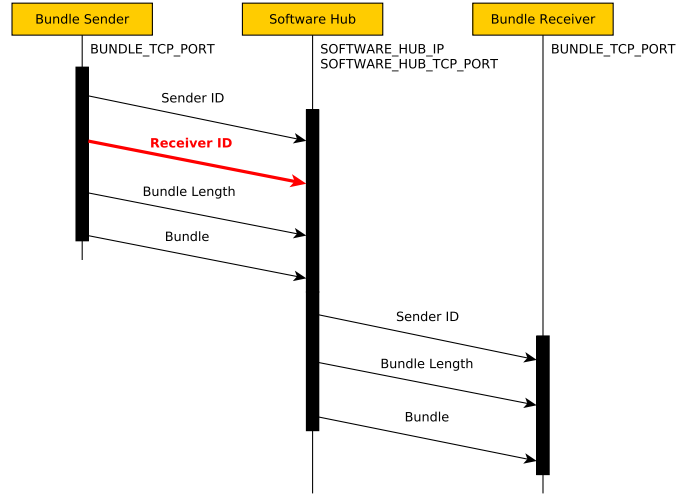 Bundle Sender
Software Hub
Bundle Receiver
BUNDLE_TCP_PORT
SOFTWARE_HUB_IP
SOFTWARE_HUB_TCP_PORT
BUNDLE_TCP_PORT
Sender ID
Receiver ID
Bundle Length
Bundle
Sender ID
Bundle Length
Bundle